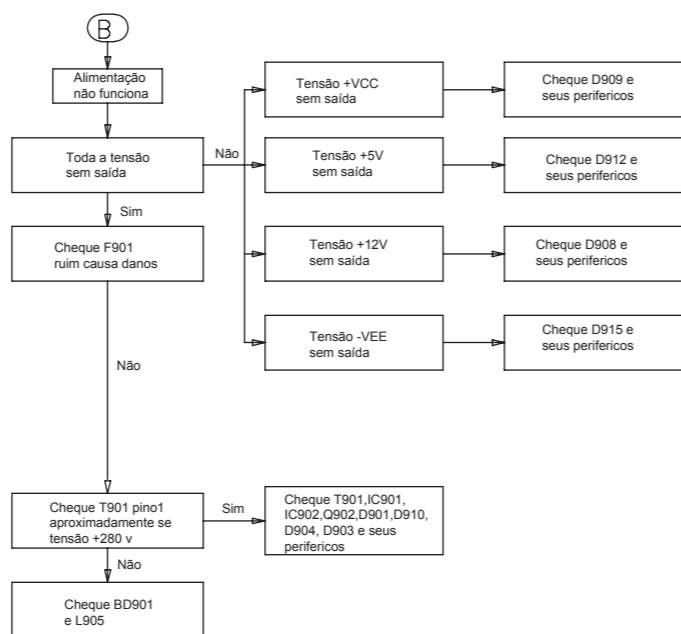 B
Alimentação
não funciona
Toda a tensão
sem saída
Não
Tensão +VCC
sem saída
Cheque D909 e
seus perifericos
Tensão +5V
sem saída
Cheque D912 e
seus perifericos
Tensão +12V
sem saída
Cheque D908 e
seus perifericos
Tensão -VEE
sem saída
Cheque D915 e
seus perifericos
Sim
Cheque F901
ruim causa danos
Não
Cheque T901 pino1
aproximadamente se
tensão +280 v
Sim
Cheque T901,IC901,
IC902,Q902,D901,D910,
D904, D903 e seus
perifericos
Não
Cheque BD901
e L905